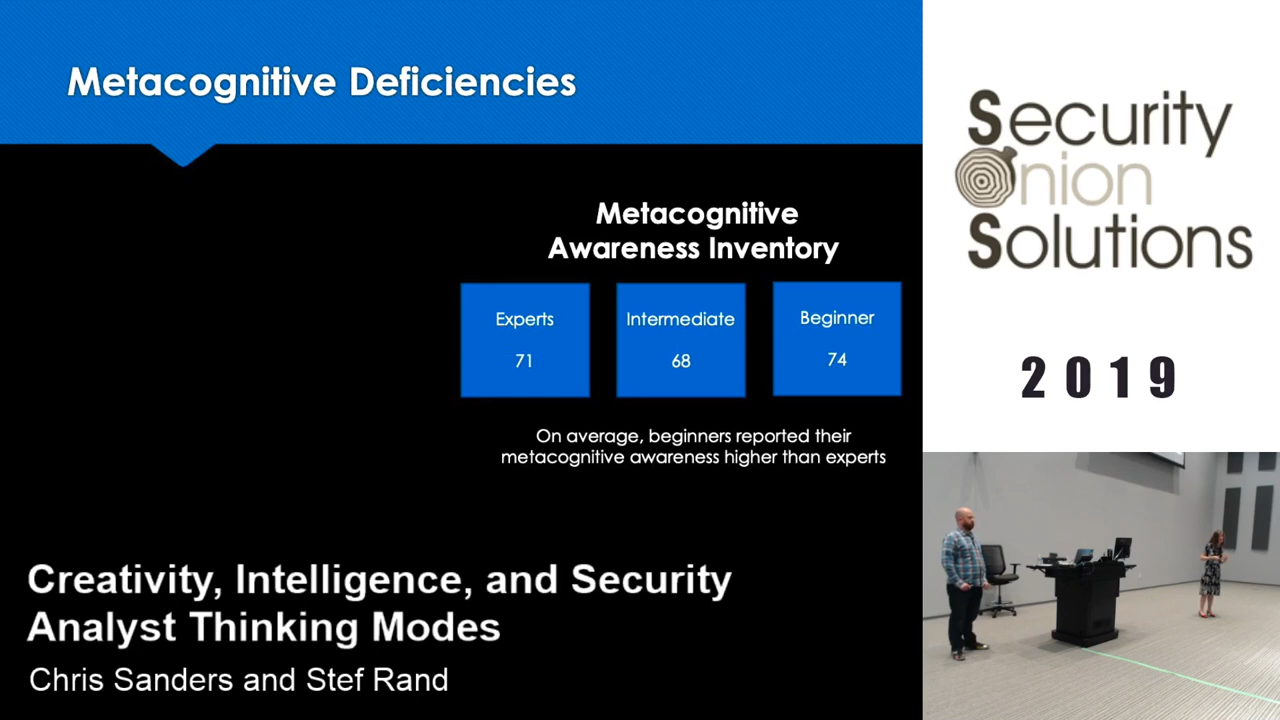 Metacognitive Deficiencies
Metacognitive
Awareness Inventory
Experts
71
Intermediate
68
Beginner
74
On average, beginners reported their
metacognitive awareness higher than experts
Creativity, Intelligence, and Security
Analyst Thinking Modes
Chris Sanders and Stef Rand
Security
Onion
Solutions
2019